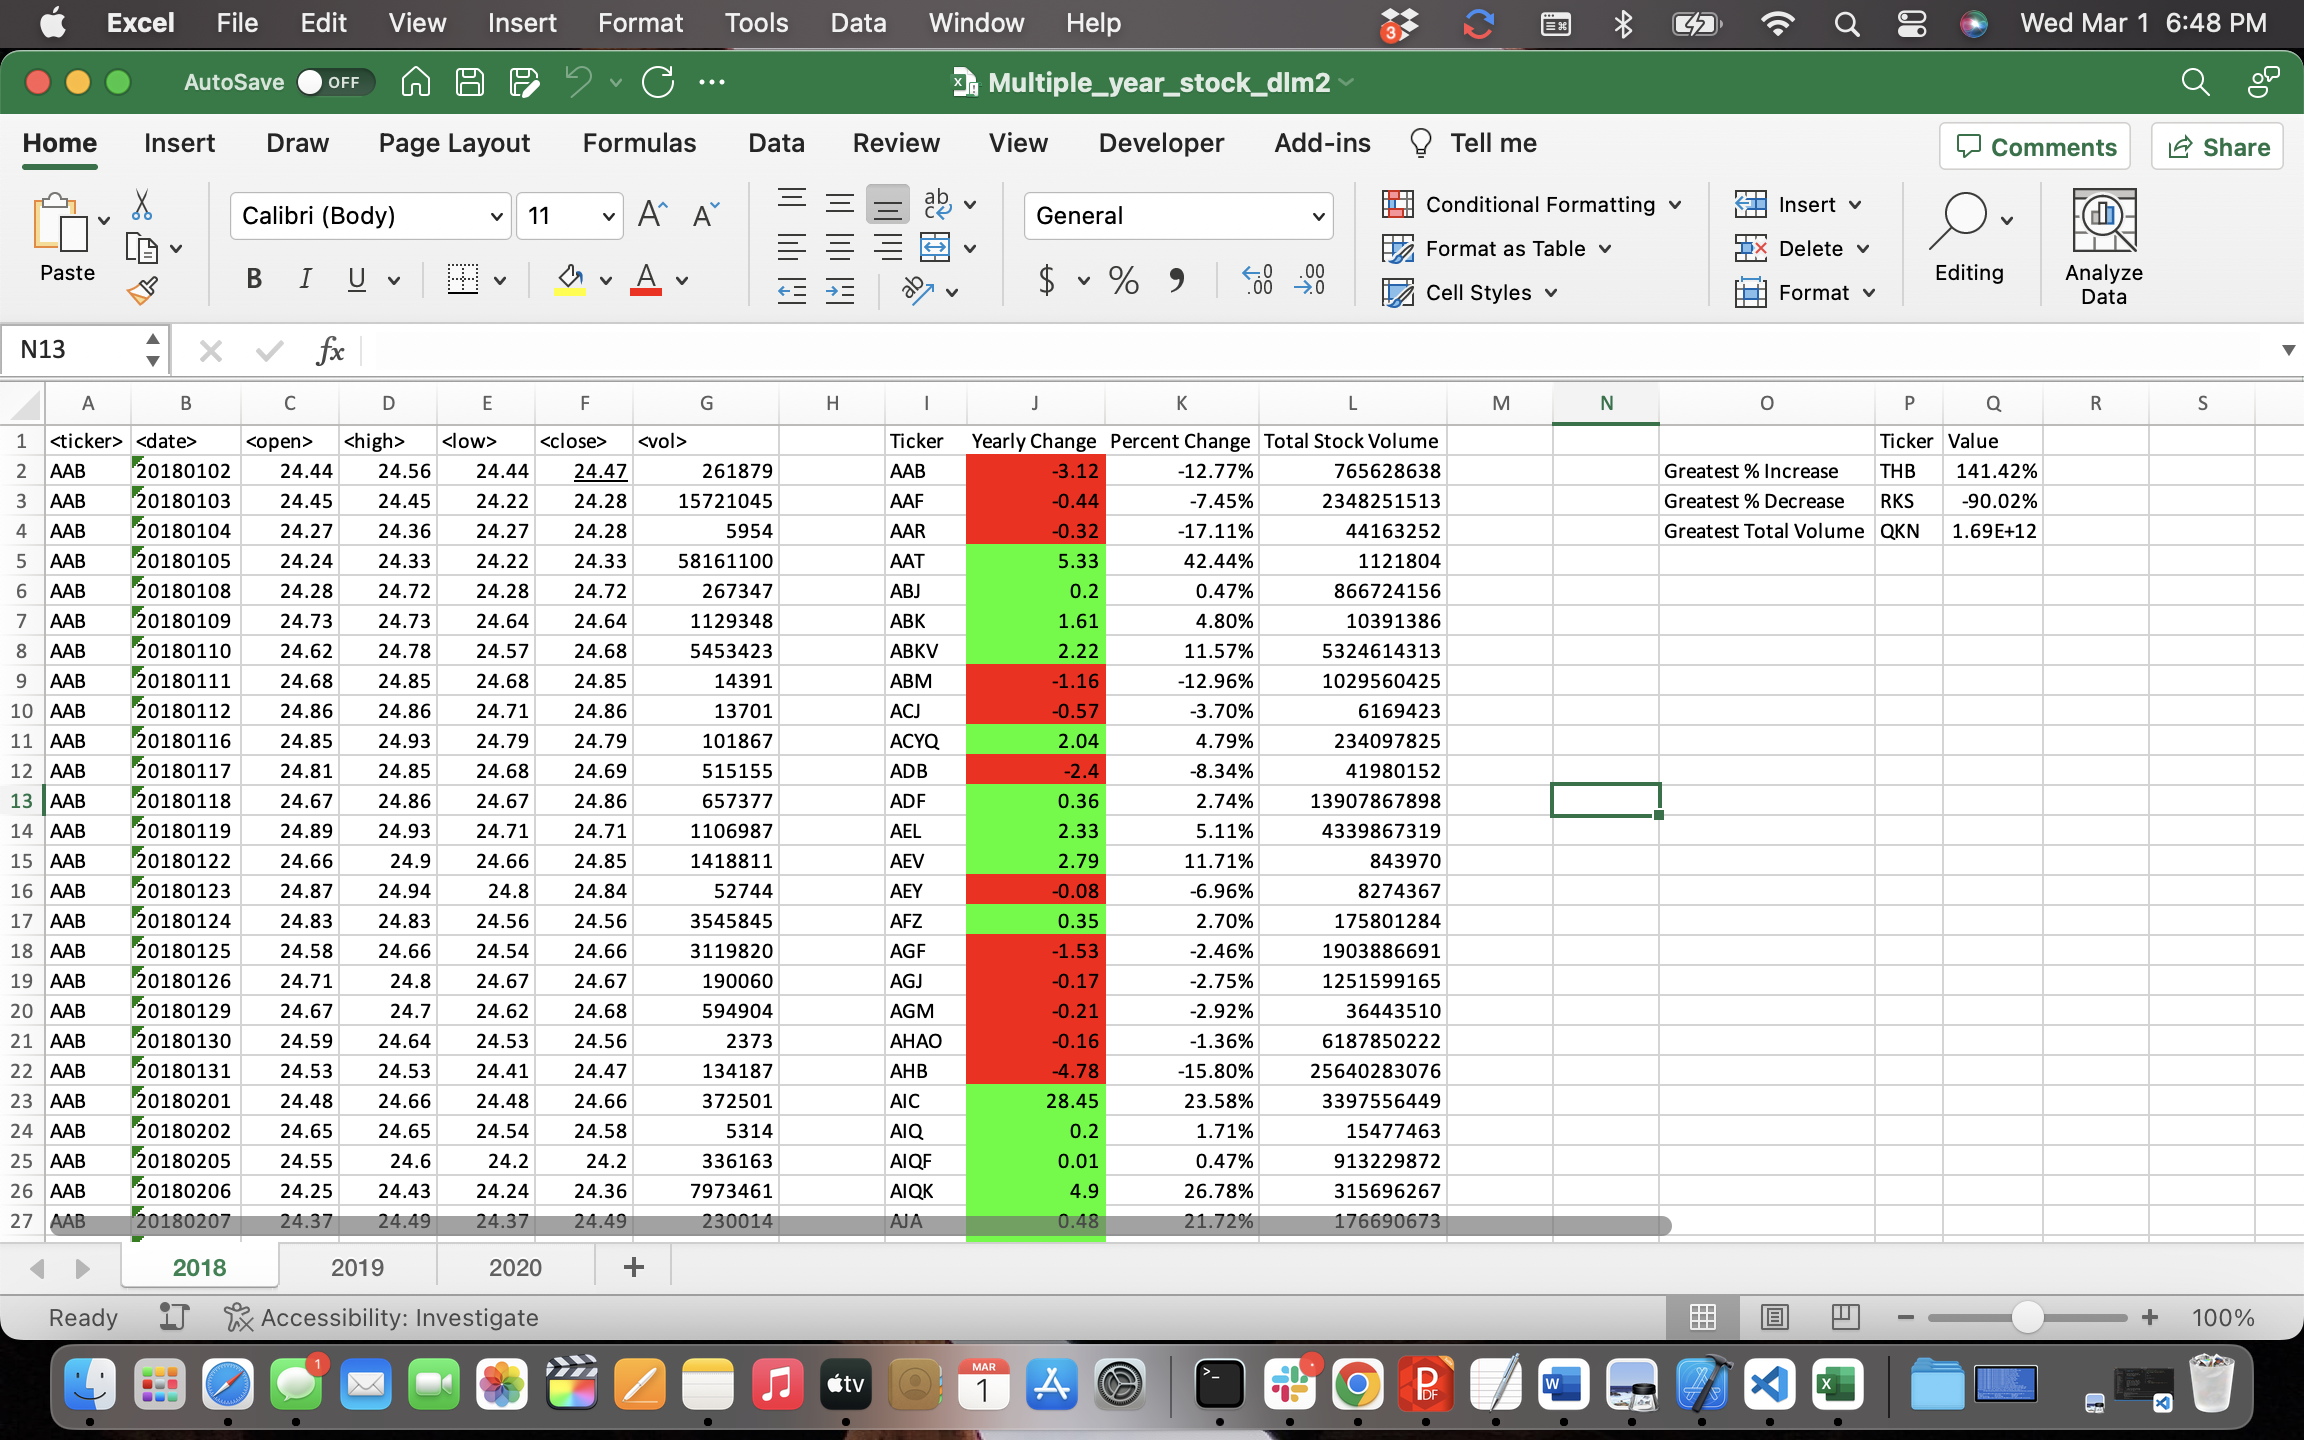 Excel File Edit View Insert Format Tools Data Window Help 3 Wed Mar 1 6:48 PM
AutoSave OFF Multiple_year_stock_dlm2
Home Insert Draw Page Layout Formulas Data Review View Developer Add-ins Tell me Comments Share
Paste Calibri (Body) 11 General Conditional Formatting Insert
Format as Table Delete
Cell Styles Format
Editing Analyze Data
N13 fx
A B C D E F G H I J K L M N O P Q R S
1 <ticker> <date> <open> <high> <low> <close> <vol> Ticker Yearly Change Percent Change Total Stock Volume Ticker Value
2 AAB 20180102 24.44 24.56 24.44 24.47 261879 AAB -3.12 -12.77% 765628638 Greatest % Increase THB 141.42%
3 AAB 20180103 24.45 24.45 24.22 24.28 15721045 AAF -0.44 -7.45% 2348251513 Greatest % Decrease RKS -90.02%
4 AAB 20180104 24.27 24.36 24.27 24.28 5954 AAR -0.32 -17.11% 44163252 Greatest Total Volume QKN 1.69E+12
5 AAB 20180105 24.24 24.33 24.22 24.33 58161100 AAT 5.33 42.44% 1121804
6 AAB 20180108 24.28 24.72 24.28 24.72 267347 ABJ 0.2 0.47% 866724156
7 AAB 20180109 24.73 24.73 24.64 24.64 1129348 ABK 1.61 4.80% 10391386
8 AAB 20180110 24.62 24.78 24.57 24.68 5453423 ABKV 2.22 11.57% 5324614313
9 AAB 20180111 24.68 24.85 24.68 24.85 14391 ABM -1.16 -12.96% 1029560425
10 AAB 20180112 24.86 24.86 24.71 24.86 13701 ACJ -0.57 -3.70% 6169423
11 AAB 20180116 24.85 24.93 24.79 24.79 101867 ACYQ 2.04 4.79% 234097825
12 AAB 20180117 24.81 24.85 24.68 24.69 515155 ADB -2.4 -8.34% 41980152
13 AAB 20180118 24.67 24.86 24.67 24.86 657377 ADF 0.36 2.74% 13907867898
14 AAB 20180119 24.89 24.93 24.71 24.71 1106987 AEL 2.33 5.11% 4339867319
15 AAB 20180122 24.66 24.9 24.66 24.85 1418811 AEV 2.79 11.71% 843970
16 AAB 20180123 24.87 24.94 24.8 24.84 52744 AEY -0.08 -6.96% 8274367
17 AAB 20180124 24.83 24.83 24.56 24.56 3545845 AFZ 0.35 2.70% 175801284
18 AAB 20180125 24.58 24.66 24.54 24.66 3119820 AGF -1.53 -2.46% 1903886691
19 AAB 20180126 24.71 24.8 24.67 24.67 190060 AGJ -0.17 -2.75% 1251599165
20 AAB 20180129 24.67 24.7 24.62 24.68 594904 AGM -0.21 -2.92% 36443510
21 AAB 20180130 24.59 24.64 24.53 24.56 2373 AHAO -0.16 -1.36% 6187850222
22 AAB 20180131 24.53 24.53 24.41 24.47 134187 AHB -4.78 -15.80% 25640283076
23 AAB 20180201 24.48 24.66 24.48 24.66 372501 AIC 28.45 23.58% 3397556449
24 AAB 20180202 24.65 24.65 24.54 24.58 5314 AIQ 0.2 1.71% 15477463
25 AAB 20180205 24.55 24.6 24.2 24.2 336163 AIQF 0.01 0.47% 913229872
26 AAB 20180206 24.25 24.43 24.24 24.36 7973461 AIQK 4.9 26.78% 315696267
27 AAB 20180207 24.37 24.49 24.37 24.49 230014 AJA 0.48 21.72% 176690673
2018 2019 2020 +
Ready Accessibility: Investigate 100%
1 tv MAR 1 PDF W X